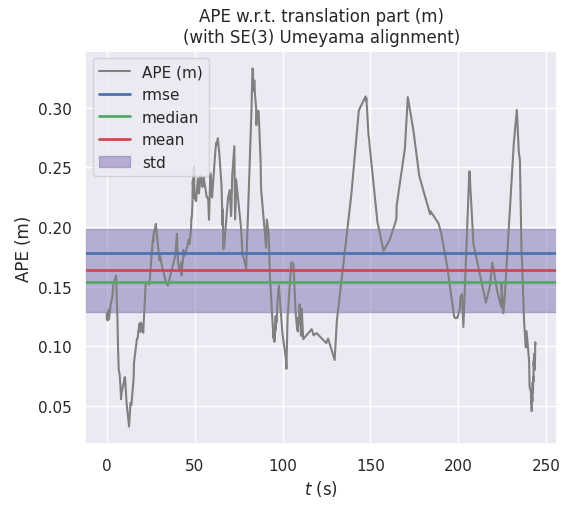 APE w.r.t. translation part (m)
(with SE(3) Umeyama alignment)
APE (m)
rmse
median
mean
std
APE (m)
0.30
0.25
0.20
0.15
0.10
0.05
0 50 100 150 200 250
t (s)